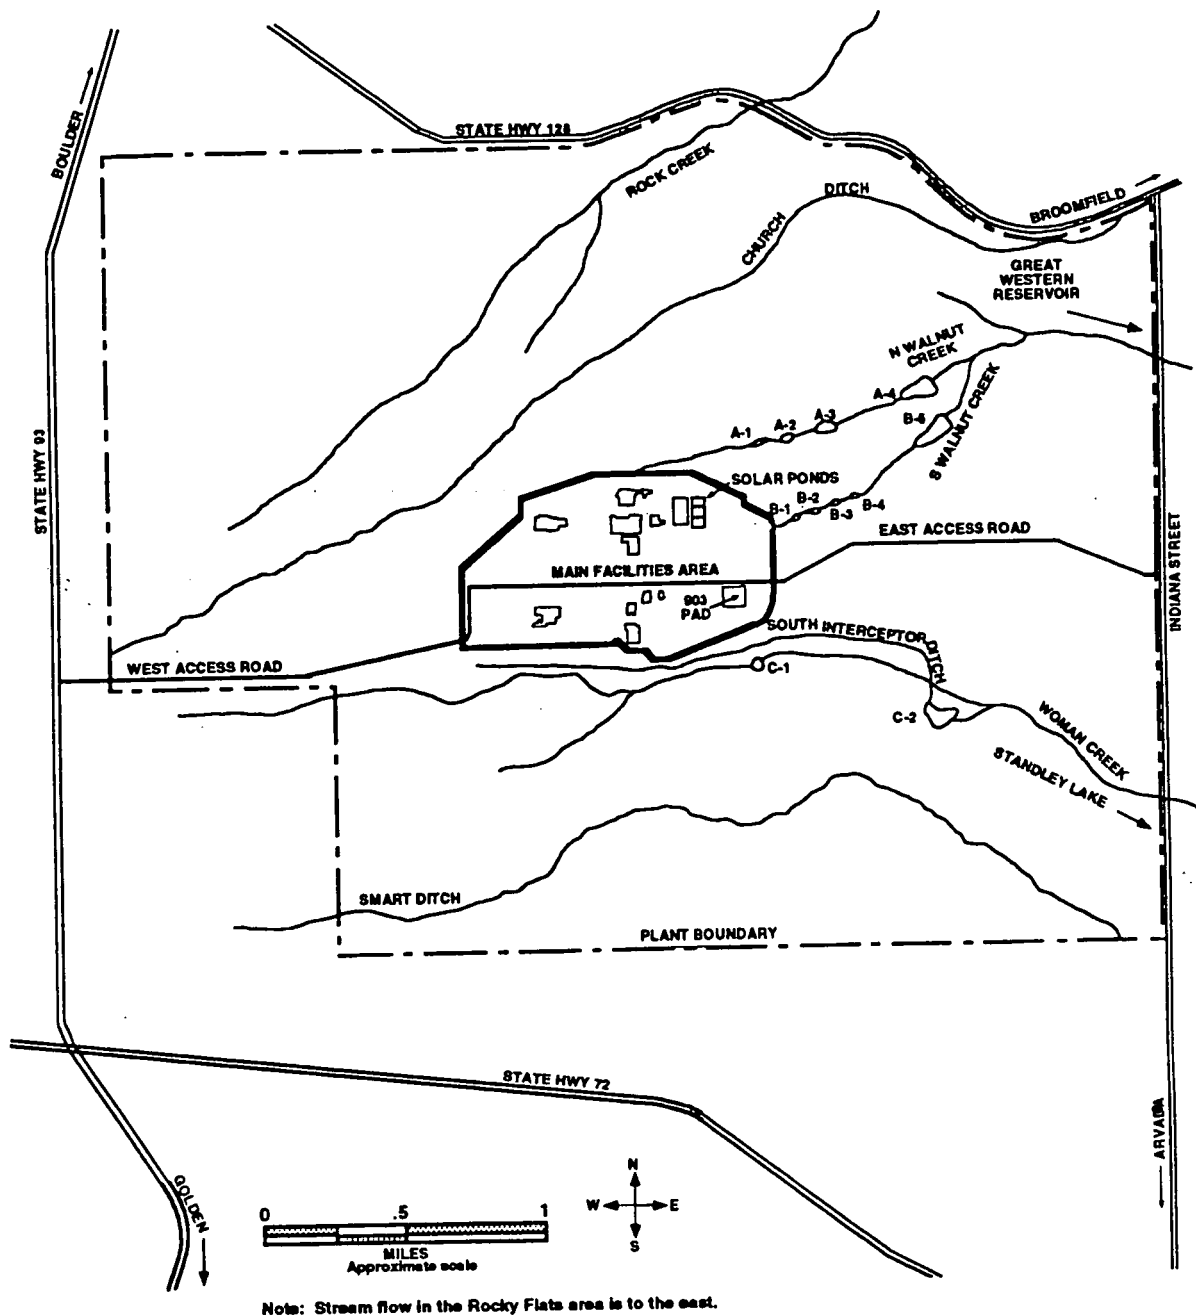 BOULDER
STATE HWY 128
ROCK CREEK
DITCH
CHURCH
BROOMFIELD
GREAT
WESTERN
RESERVOIR
N WALNUT
CREEK
A-4
A-3
A-2
A-1
B-5
S WALNUT CREEK
STATE HWY 93
SOLAR PONDS
B-1
B-2
B-3
B-4
EAST ACCESS ROAD
MAIN FACILITIES AREA
903
PAD
INDIANA STREET
SOUTH INTERCEPTOR
DITCH
WEST ACCESS ROAD
C-1
C-2
WOMAN CREEK
STANDLEY LAKE
SMART DITCH
PLANT BOUNDARY
STATE HWY 72
ARVADA
GOLDEN
N
W E
S
0 .5 1
MILES
Approximate scale
Note: Stream flow in the Rocky Flats area is to the east.